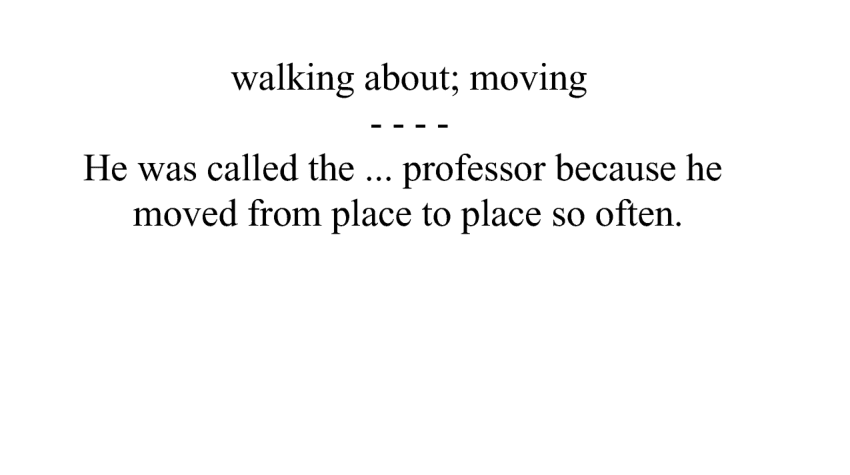 walking about; moving
- - - -
He was called the ... professor because he
moved from place to place so often.